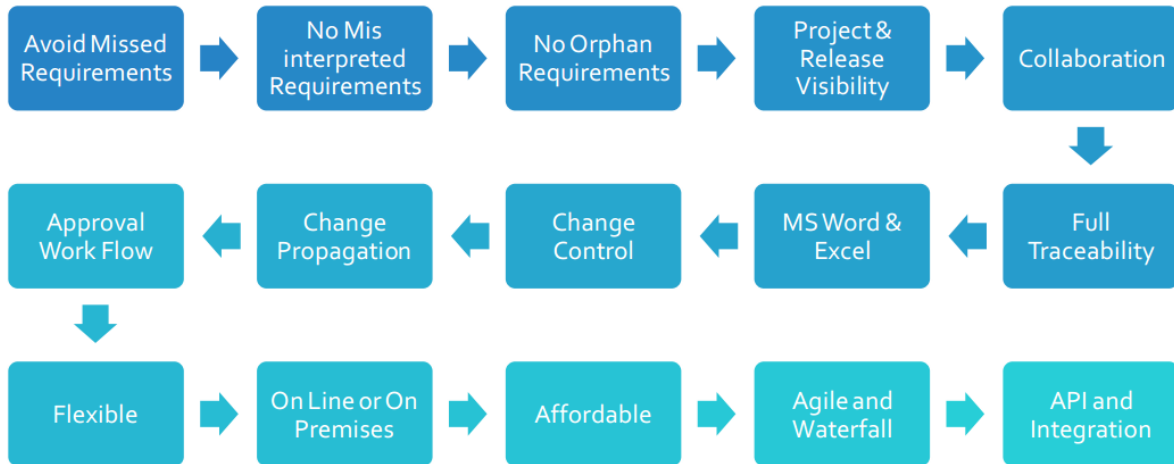 Avoid Missed
Requirements
No Mis
interpreted
Requirements
No Orphan
Requirements
Project &
Release
Visibility
Collaboration
Approval
Work Flow
Change
Propagation
Change
Control
MS Word &
Excel
Full
Traceability
Flexible
On Line or On
Premises
Affordable
Agile and
Waterfall
API and
Integration